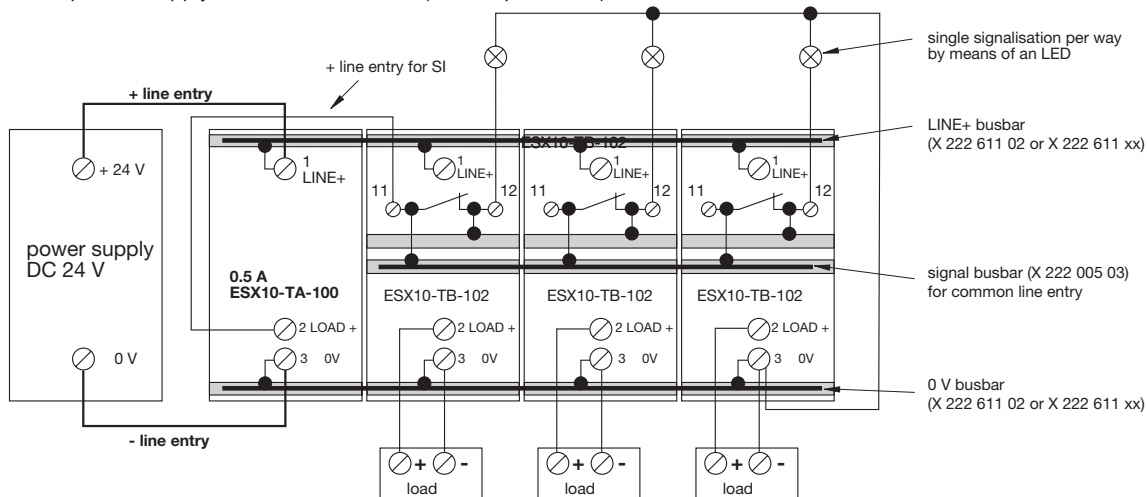 single signalisation per way
by means of an LED
+ line entry for SI
+ line entry
LINE+ busbar
(X 222 611 02 or X 222 611 xx)
ESX10-TB-102
+ 24 V
1
LINE+
1
LINE+
1
LINE+
1
LINE+
11
12
11
12
11
12
power supply
DC 24 V
0.5 A
ESX10-TA-100
signal busbar (X 222 005 03)
for common line entry
ESX10-TB-102
ESX10-TB-102
ESX10-TB-102
2 LOAD +
2 LOAD +
2 LOAD +
2 LOAD +
0 V
3 0V
3 0V
3 0V
3 0V
0 V busbar
(X 222 611 02 or X 222 611 xx)
- line entry
+ -
+ -
+ -
load
load
load